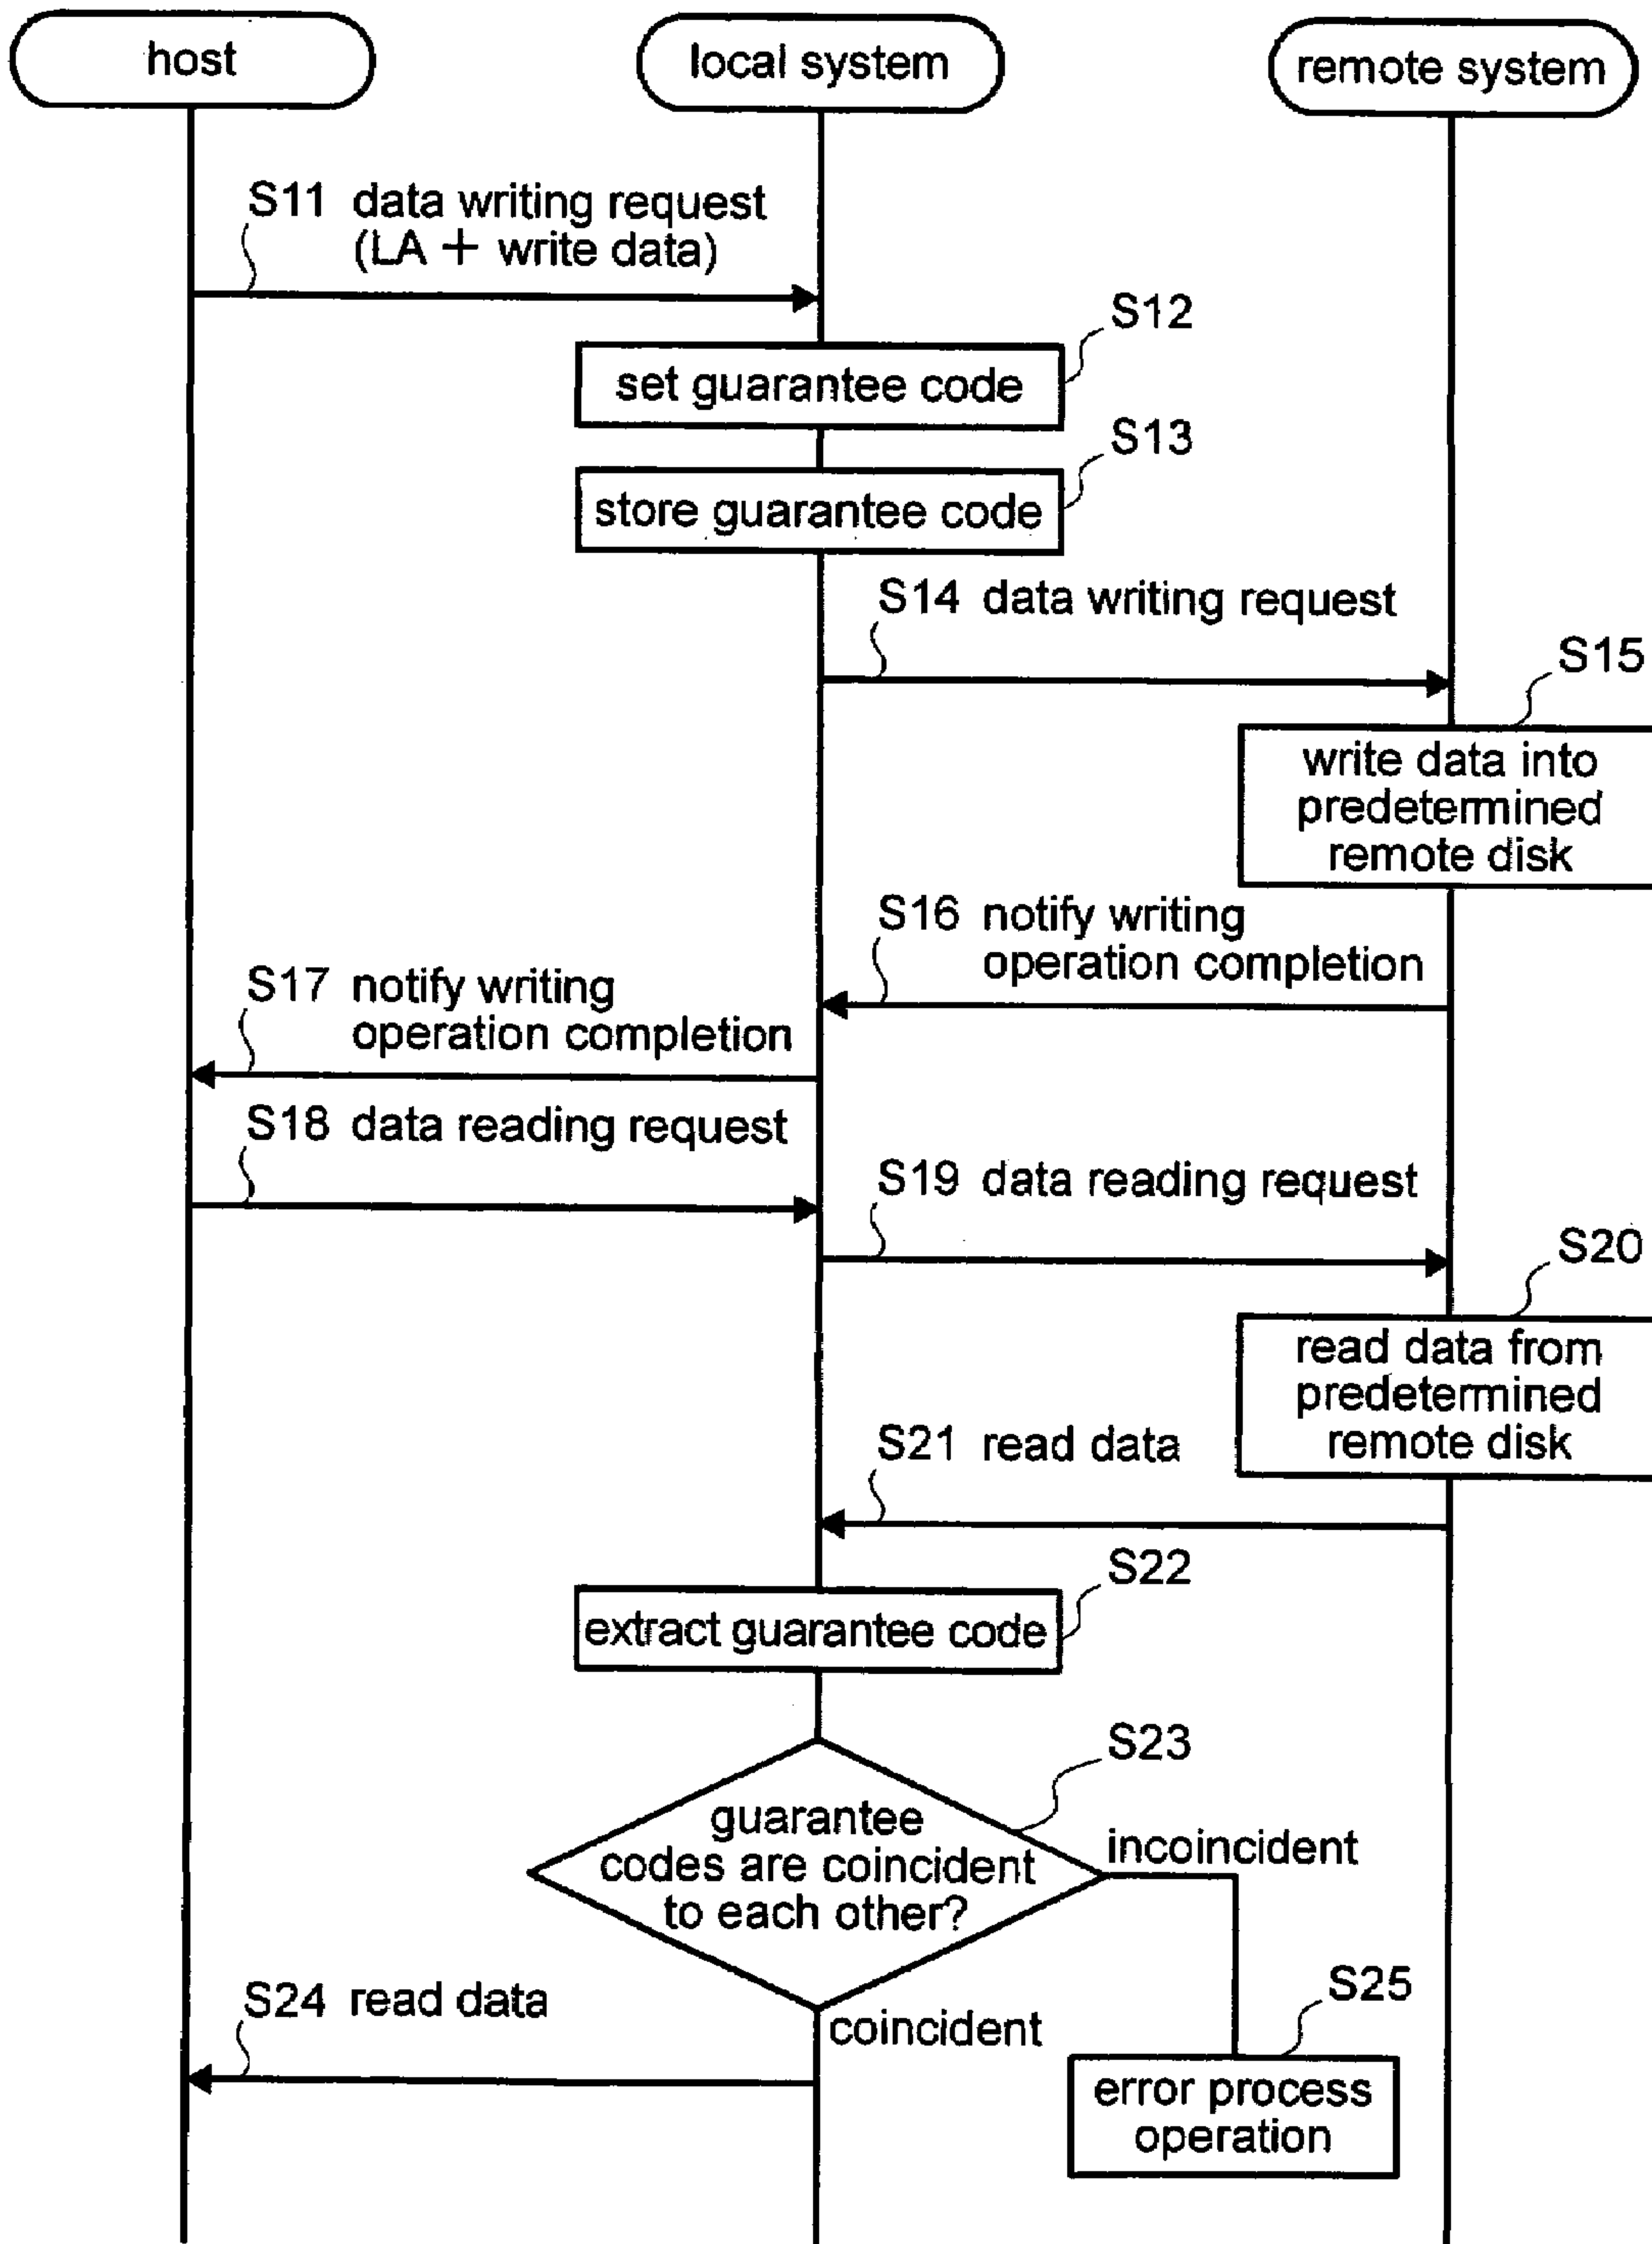 host
local system
remote system
S11 data writing request
(LA + write data)
S12
set guarantee code
S13
store guarantee code
S14 data writing request
S15
write data into
predetermined
remote disk
S16 notify writing
operation completion
S17 notify writing
operation completion
S18 data reading request
S19 data reading request
S20
read data from
predetermined
remote disk
S21 read data
S22
extract guarantee code
S23
guarantee
codes are coincident
to each other?
incoincident
S24 read data
coincident
S25
error process
operation